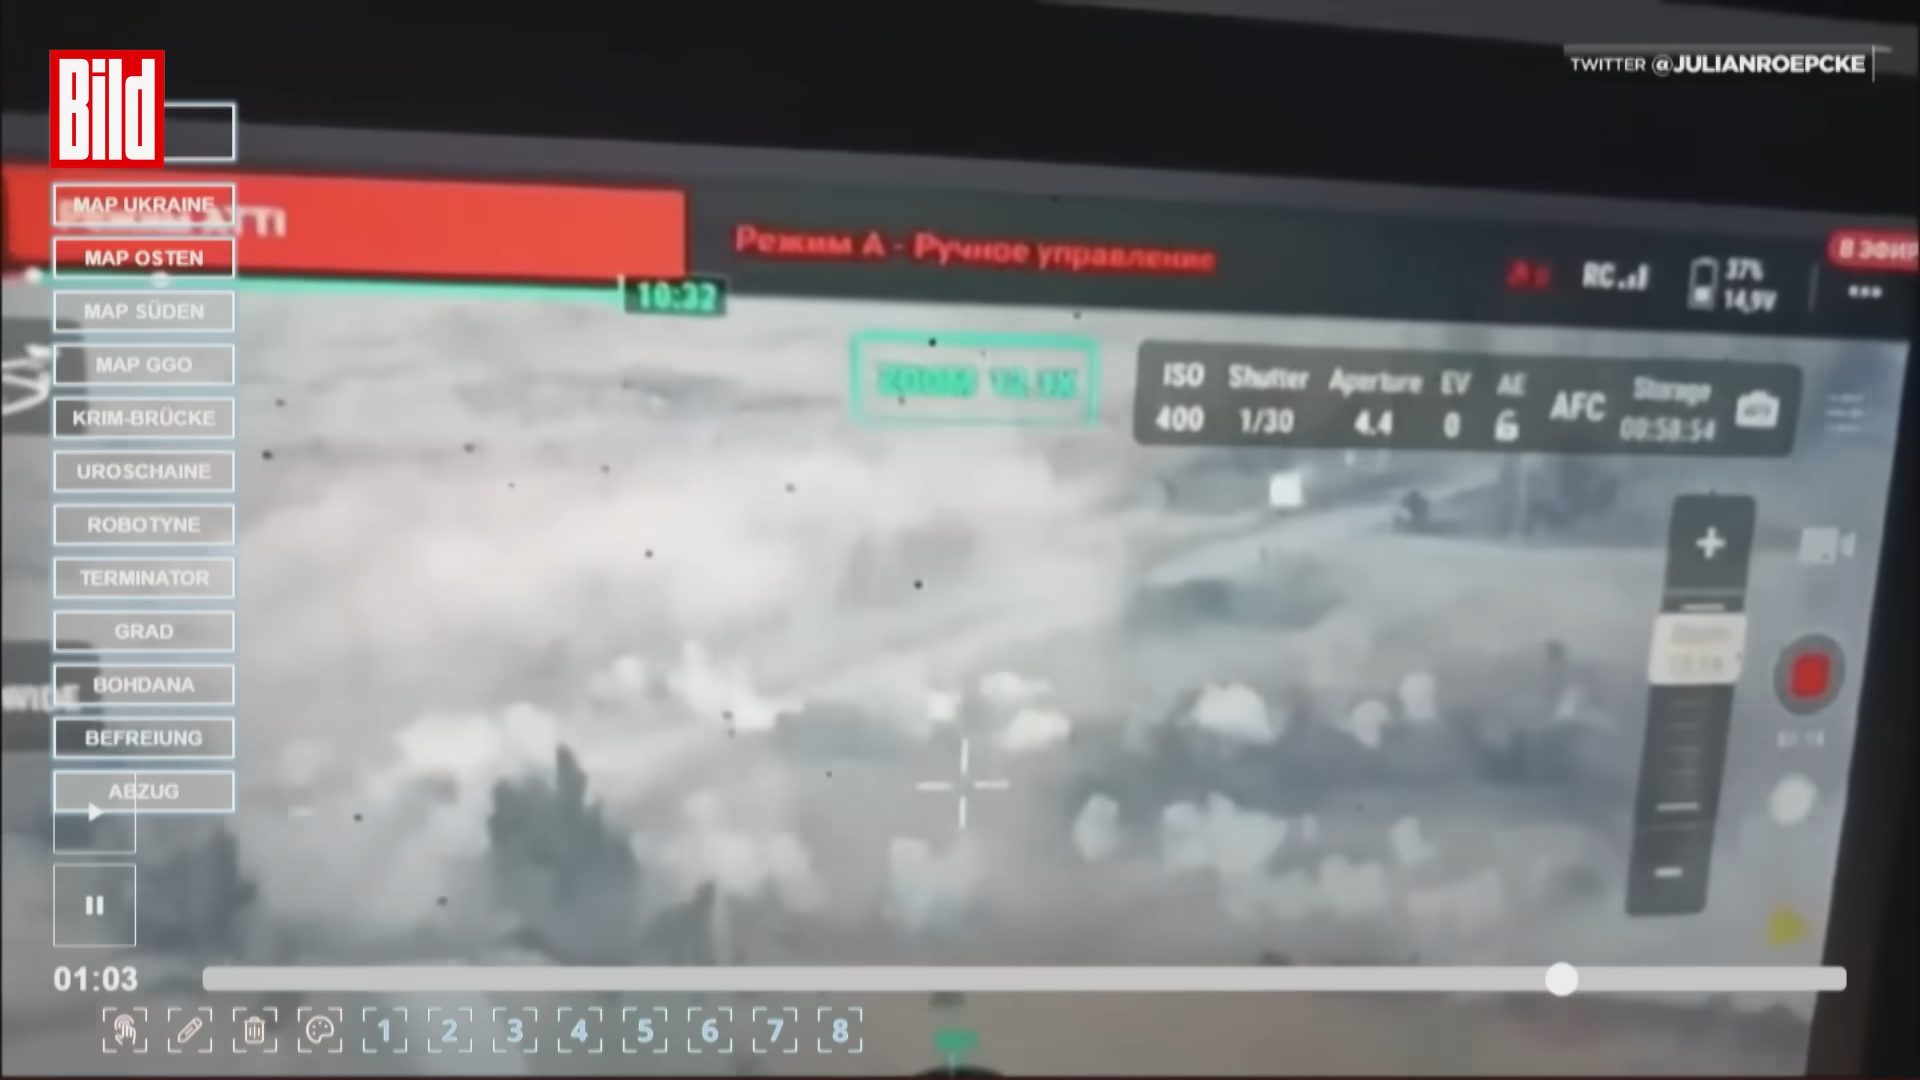 Bild
TWITTER @JULIANROEPCKE
MAP UKRAINE
ATTI
MAP OSTEN
MAP SÜDEN
MAP GGO
KRIM-BRÜCKE
UROSCHAINE
ROBOTYNE
TERMINATOR
GRAD
BOHDANA
BEFREIUNG
ABZUG
WIDE
10:32
Режим A - Ручное управление
RC
37%
14,9V
В ЭФИР
ISO Shutter Aperture EV AE AFC Storage
400 1/30 4.4 0 00:58:54
01:03
1 2 3 4 5 6 7 8